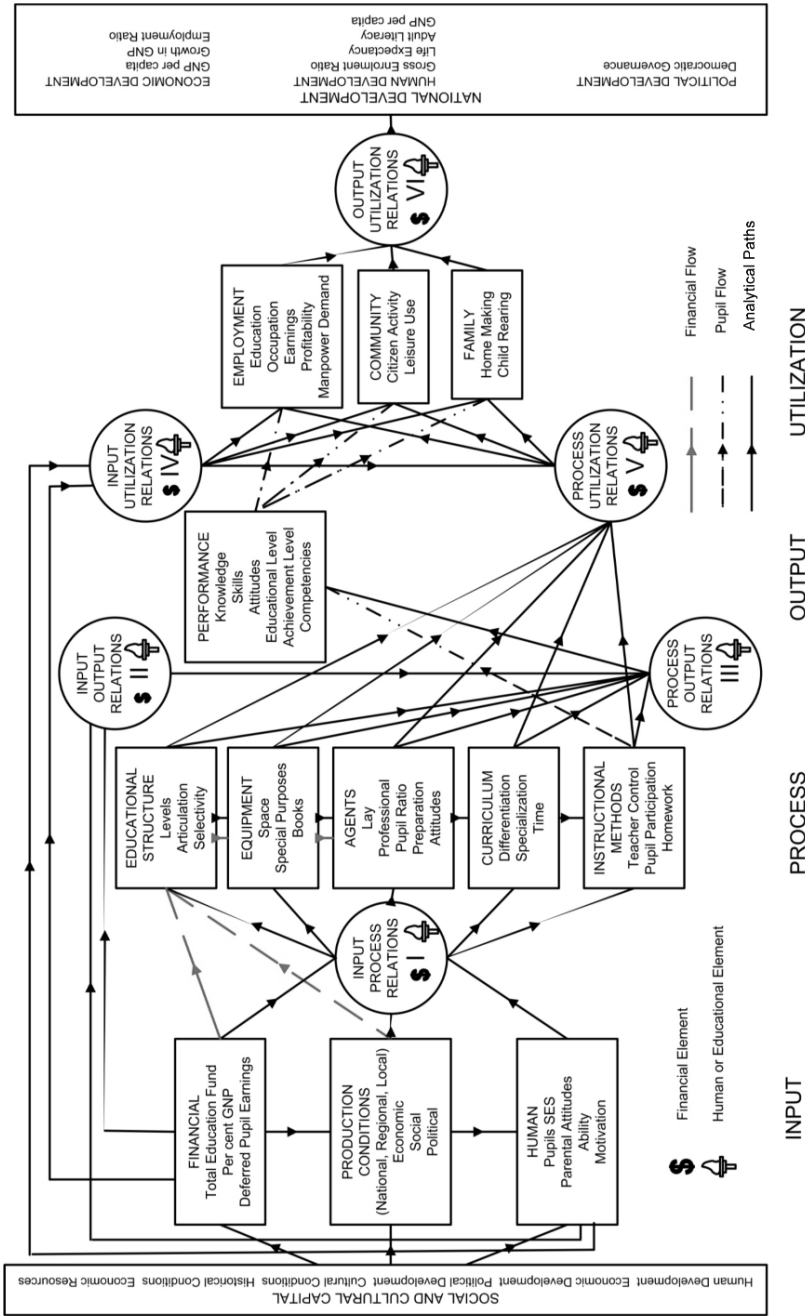 SOCIAL AND CULTURAL CAPITAL
Human Development Economic Development Political Development Cultural Conditions Historical Conditions Economic Resources
FINANCIAL
Total Education Fund
Per cent GNP
Deferred Pupil Earnings
PRODUCTION
CONDITIONS
(National, Regional, Local)
Economic
Social
Political
HUMAN
Pupils SES
Parental Attitudes
Ability
Motivation
INPUT
PROCESS
RELATIONS
$ I
EDUCATIONAL
STRUCTURE
Levels
Articulation
Selectivity
EQUIPMENT
Space
Special Purposes
Books
AGENTS
Lay
Professional
Pupil Ratio
Preparation
Attitudes
CURRICULUM
Differentiation
Specialization
Time
INSTRUCTIONAL
METHODS
Teacher Control
Pupil Participation
Homework
INPUT
OUTPUT
RELATIONS
$ II
PROCESS
OUTPUT
RELATIONS
III
PERFORMANCE
Knowledge
Skills
Attitudes
Educational Level
Achievement Level
Competencies
INPUT
UTILIZATION
RELATIONS
$ IV
PROCESS
UTILIZATION
RELATIONS
$ V
EMPLOYMENT
Education
Occupation
Earnings
Profitability
Manpower Demand
COMMUNITY
Citizen Activity
Leisure Use
FAMILY
Home Making
Child Rearing
OUTPUT
UTILIZATION
RELATIONS
$ VI
NATIONAL DEVELOPMENT
POLITICAL DEVELOPMENT
Democratic Governance
HUMAN DEVELOPMENT
Gross Enrolment Ratio
Life Expectancy
Adult Literacy
GNP per capita
ECONOMIC DEVELOPMENT
GNP per capita
Growth in GNP
Employment Ratio
$ Financial Element
Human or Educational Element
Financial Flow
Pupil Flow
Analytical Paths
INPUT
PROCESS
OUTPUT
UTILIZATION